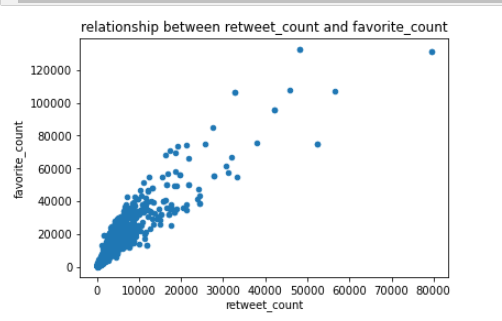 relationship between retweet_count and favorite_count
120000
100000
80000
60000
40000
20000
0
favorite_count
0 10000 20000 30000 40000 50000 60000 70000 80000
retweet_count